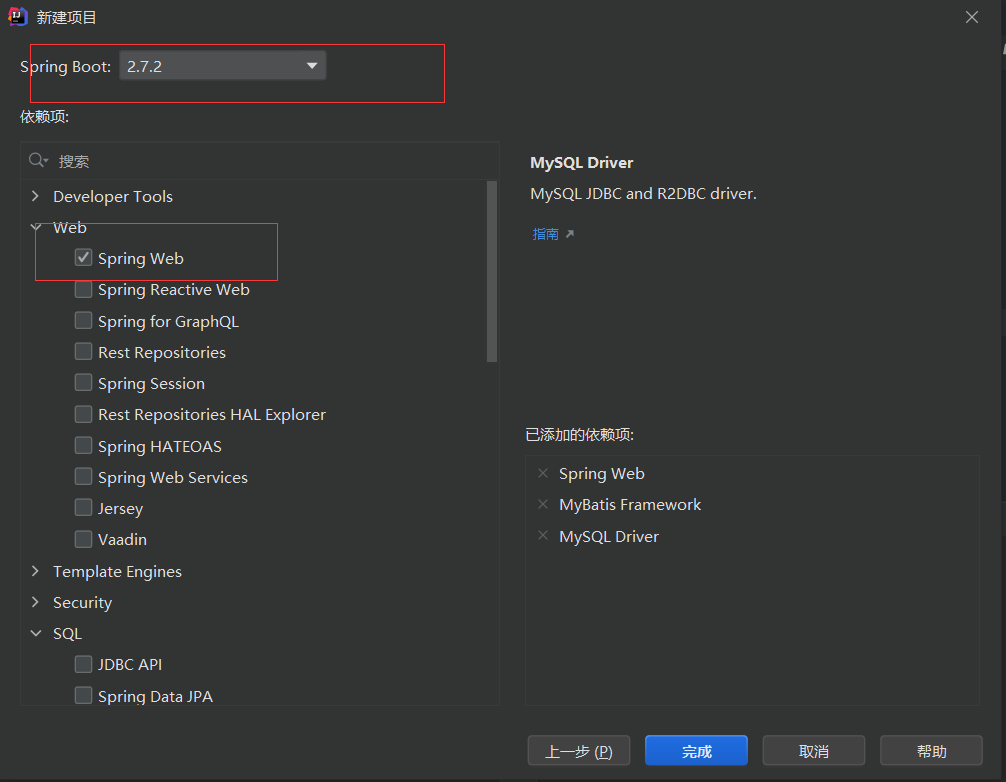 新建项目
Spring Boot: 2.7.2
依赖项:
搜索
Developer Tools
Web
Spring Web
Spring Reactive Web
Spring for GraphQL
Rest Repositories
Spring Session
Rest Repositories HAL Explorer
Spring HATEOAS
Spring Web Services
Jersey
Vaadin
Template Engines
Security
SQL
JDBC API
Spring Data JPA
MySQL Driver
MySQL JDBC and R2DBC driver.
指南
已添加的依赖项:
Spring Web
MyBatis Framework
MySQL Driver
上一步 (P) 完成 取消 帮助